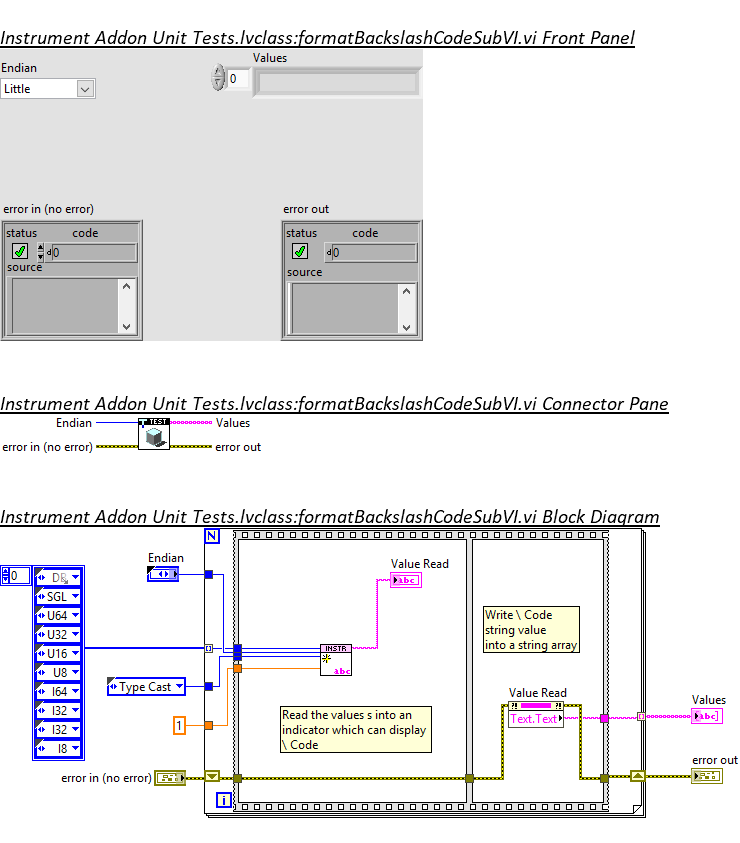 Instrument Addon Unit Tests.lvclass:formatBackslashCodeSubVI.vi Front Panel
Endian
Little
Values
0
error in (no error)
status code
0
source
error out
status code
0
source
Instrument Addon Unit Tests.lvclass:formatBackslashCodeSubVI.vi Connector Pane
Endian
TEST
Values
error in (no error)
error out
Instrument Addon Unit Tests.lvclass:formatBackslashCodeSubVI.vi Block Diagram
N
0
SGL
U64
U32
U16
U8
I64
I32
I32
I8
Endian
Type Cast
1
error in (no error)
i
INSTR
abc
Value Read
abc
Read the values s into an
indicator which can display
\ Code
Write \ Code
string value
into a string array
Value Read
Text.Text
Values
abc
error out